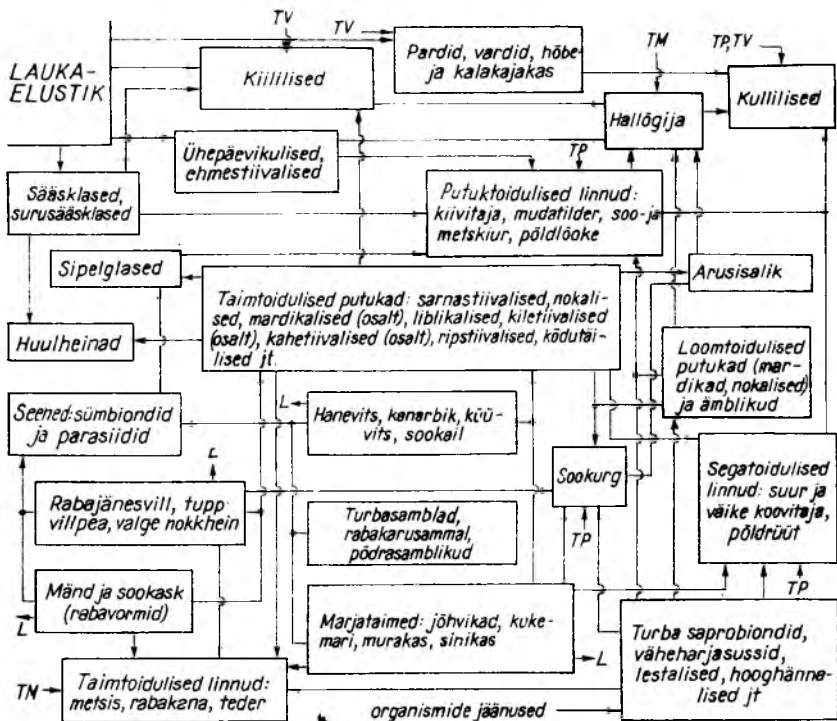 TV
TV
TM
TP, TV
LAUKA-
ELUSTIK
Kiililised
Pardid, vardid, hõbe-
ja kalakajakas
Hallõgija
Kullilised
Ühepäevikulised,
ehmestiivalised
TP
Sääsklased,
surusääsklased
Putuktoidulised linnud:
kiivitaja, mudatilder, soo- ja
metskiur, põldlõoke
Sipelglased
Arusisalik
Taimtoidulised putukad: sarnastiivalised, nokali-
sed, mardikalised (osalt), liblikalised, kiletiivalised
(osalt), kahetiivalised (osalt), ripstiivalised, kõdutäi-
lised jt.
Huulheinad
Loomtoidulised
putukad (mar-
dikad, nokalised)
ja ämblikud
Seened: sümbiondid
ja parasiidid
L
Hanevits, kanarbik, küü-
vits, sookail
L
Sookurg
Segatoidulised
linnud: suur ja
väike koovitaja,
põldrüüt
Rabajänesvill, tupp-
villpea, valge nokkhein
Turbasamblad,
rabakarusammal,
põdrasamblikud
TP
TP
Mänd ja sookask
(rabavormid)
L
Marjataimed: jõhvikad, kuke-
mari, murakas, sinikas
L
Turba saprobiondid,
väheharjasussid,
lestalised, hooghänna-
lised jt
TM
Taimtoidulised linnud:
metsis, rabakana, teder
organismide jäänused